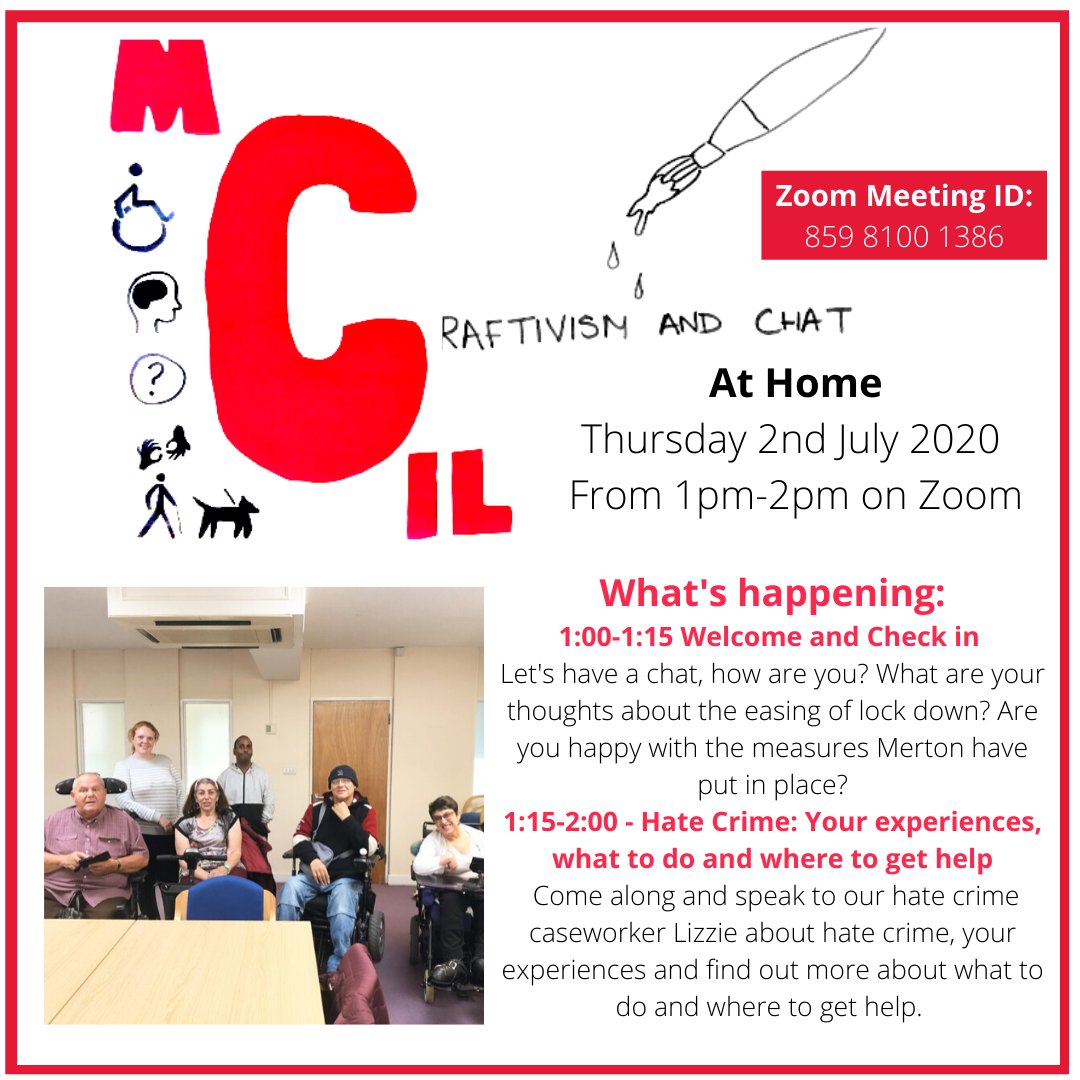 M
C
RAFTIVISM AND CHAT
IL
?
Zoom Meeting ID:
859 8100 1386
At Home
Thursday 2nd July 2020
From 1pm-2pm on Zoom
What's happening:
1:00-1:15 Welcome and Check in
Let's have a chat, how are you? What are your
thoughts about the easing of lock down? Are
you happy with the measures Merton have
put in place?
1:15-2:00 - Hate Crime: Your experiences,
what to do and where to get help
Come along and speak to our hate crime
caseworker Lizzie about hate crime, your
experiences and find out more about what to
do and where to get help.